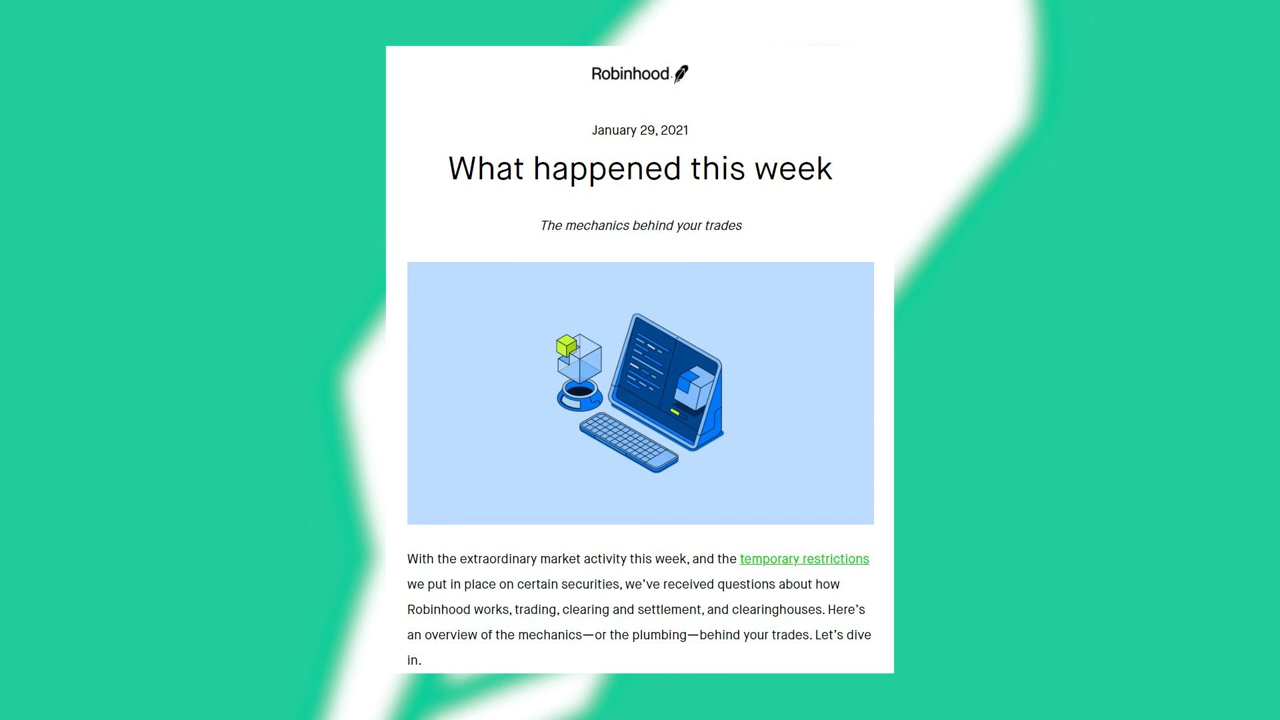 Robinhood
January 29, 2021
What happened this week
The mechanics behind your trades
With the extraordinary market activity this week, and the temporary restrictions
we put in place on certain securities, we've received questions about how
Robinhood works, trading, clearing and settlement, and clearinghouses. Here's
an overview of the mechanics—or the plumbing—behind your trades. Let's dive
in.